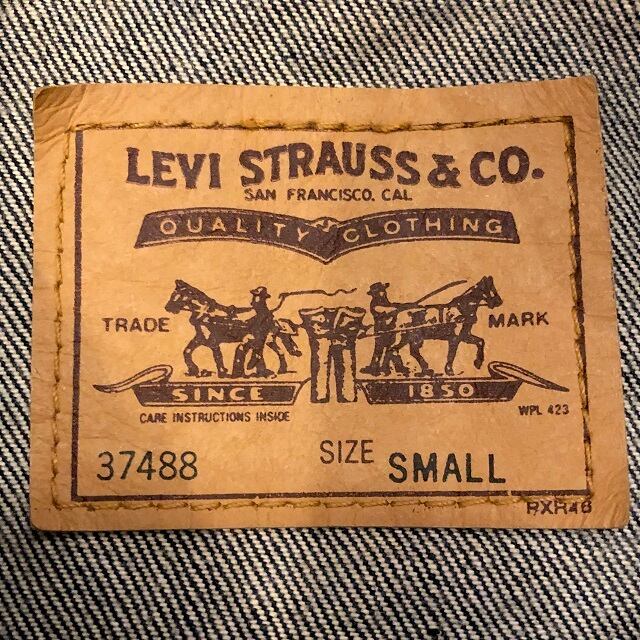 LEVI STRAUSS & CO.
SAN FRANCISCO, CAL
QUALITY CLOTHING
TRADE MARK
SINCE 1850
CARE INSTRUCTIONS INSIDE
WPL 423
37488 SIZE SMALL